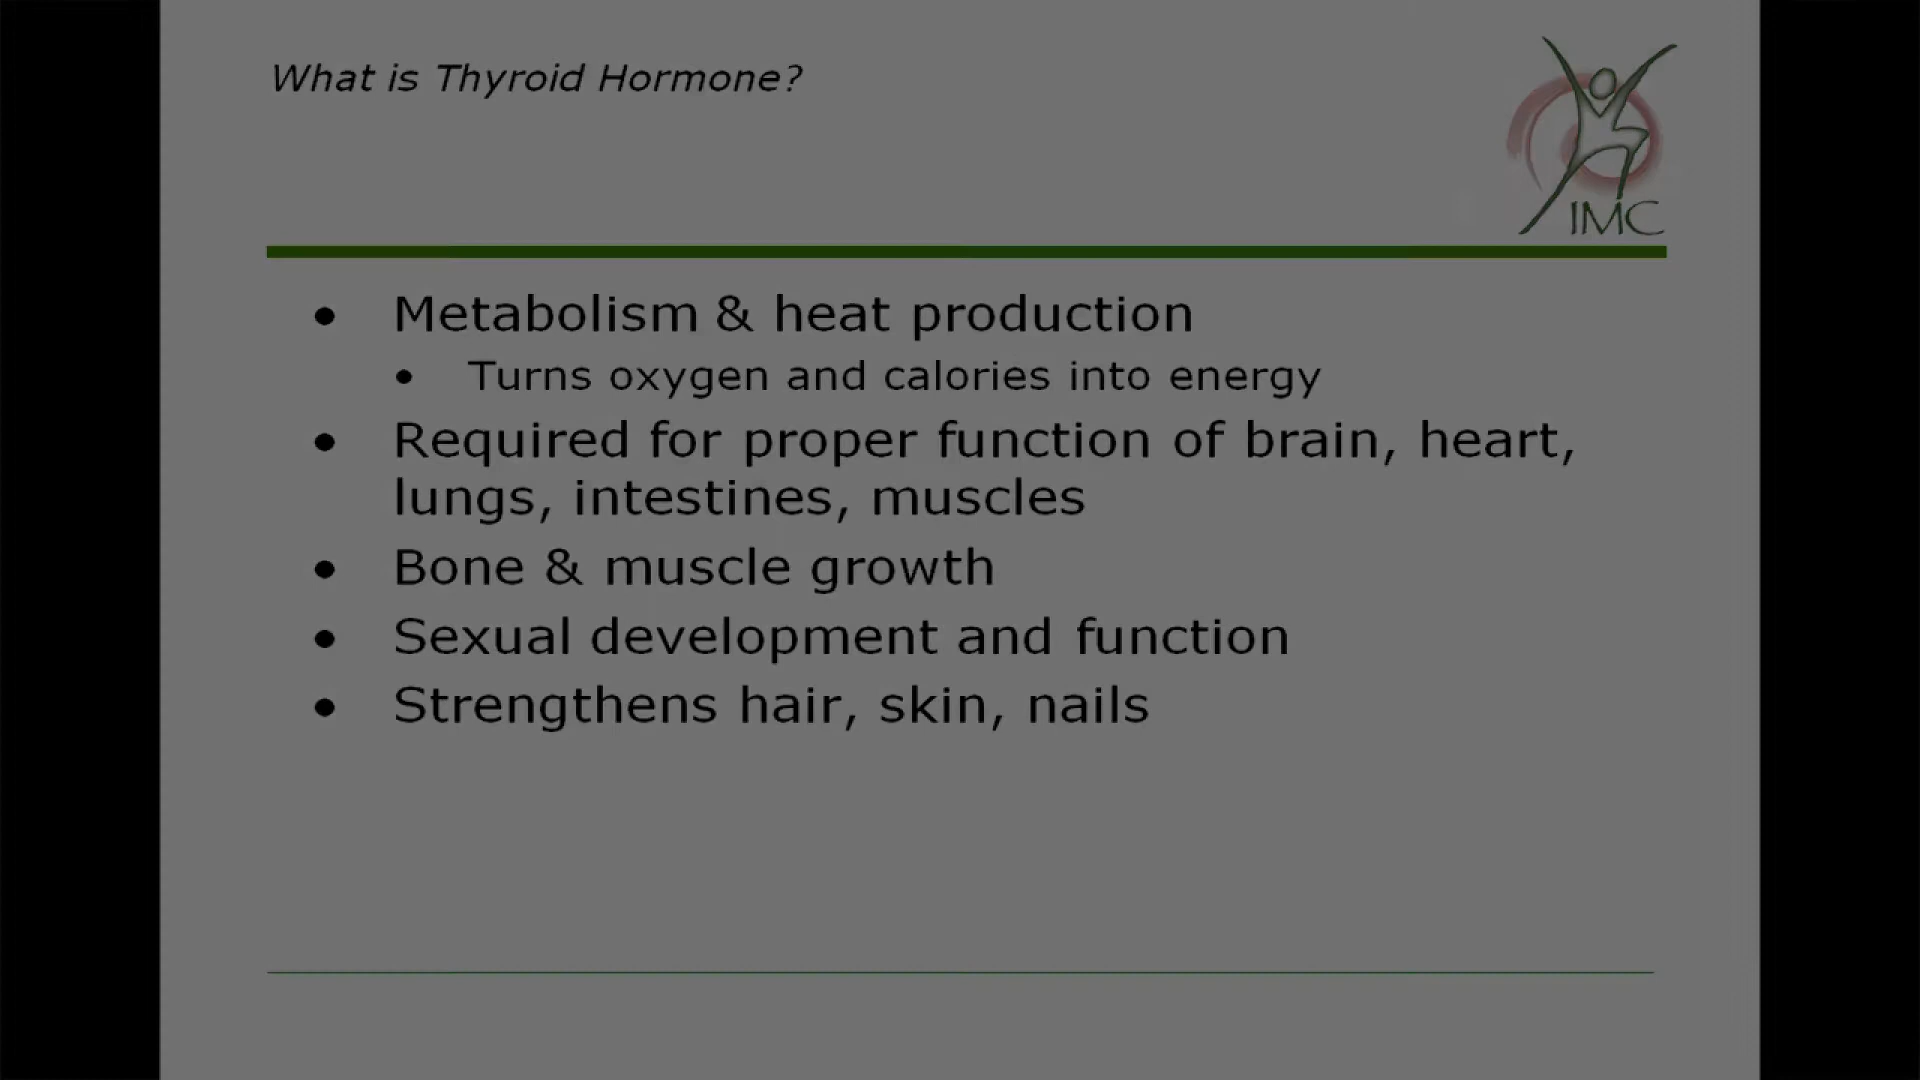 What is Thyroid Hormone?
IMC
• Metabolism & heat production
• Turns oxygen and calories into energy
• Required for proper function of brain, heart,
lungs, intestines, muscles
• Bone & muscle growth
• Sexual development and function
• Strengthens hair, skin, nails